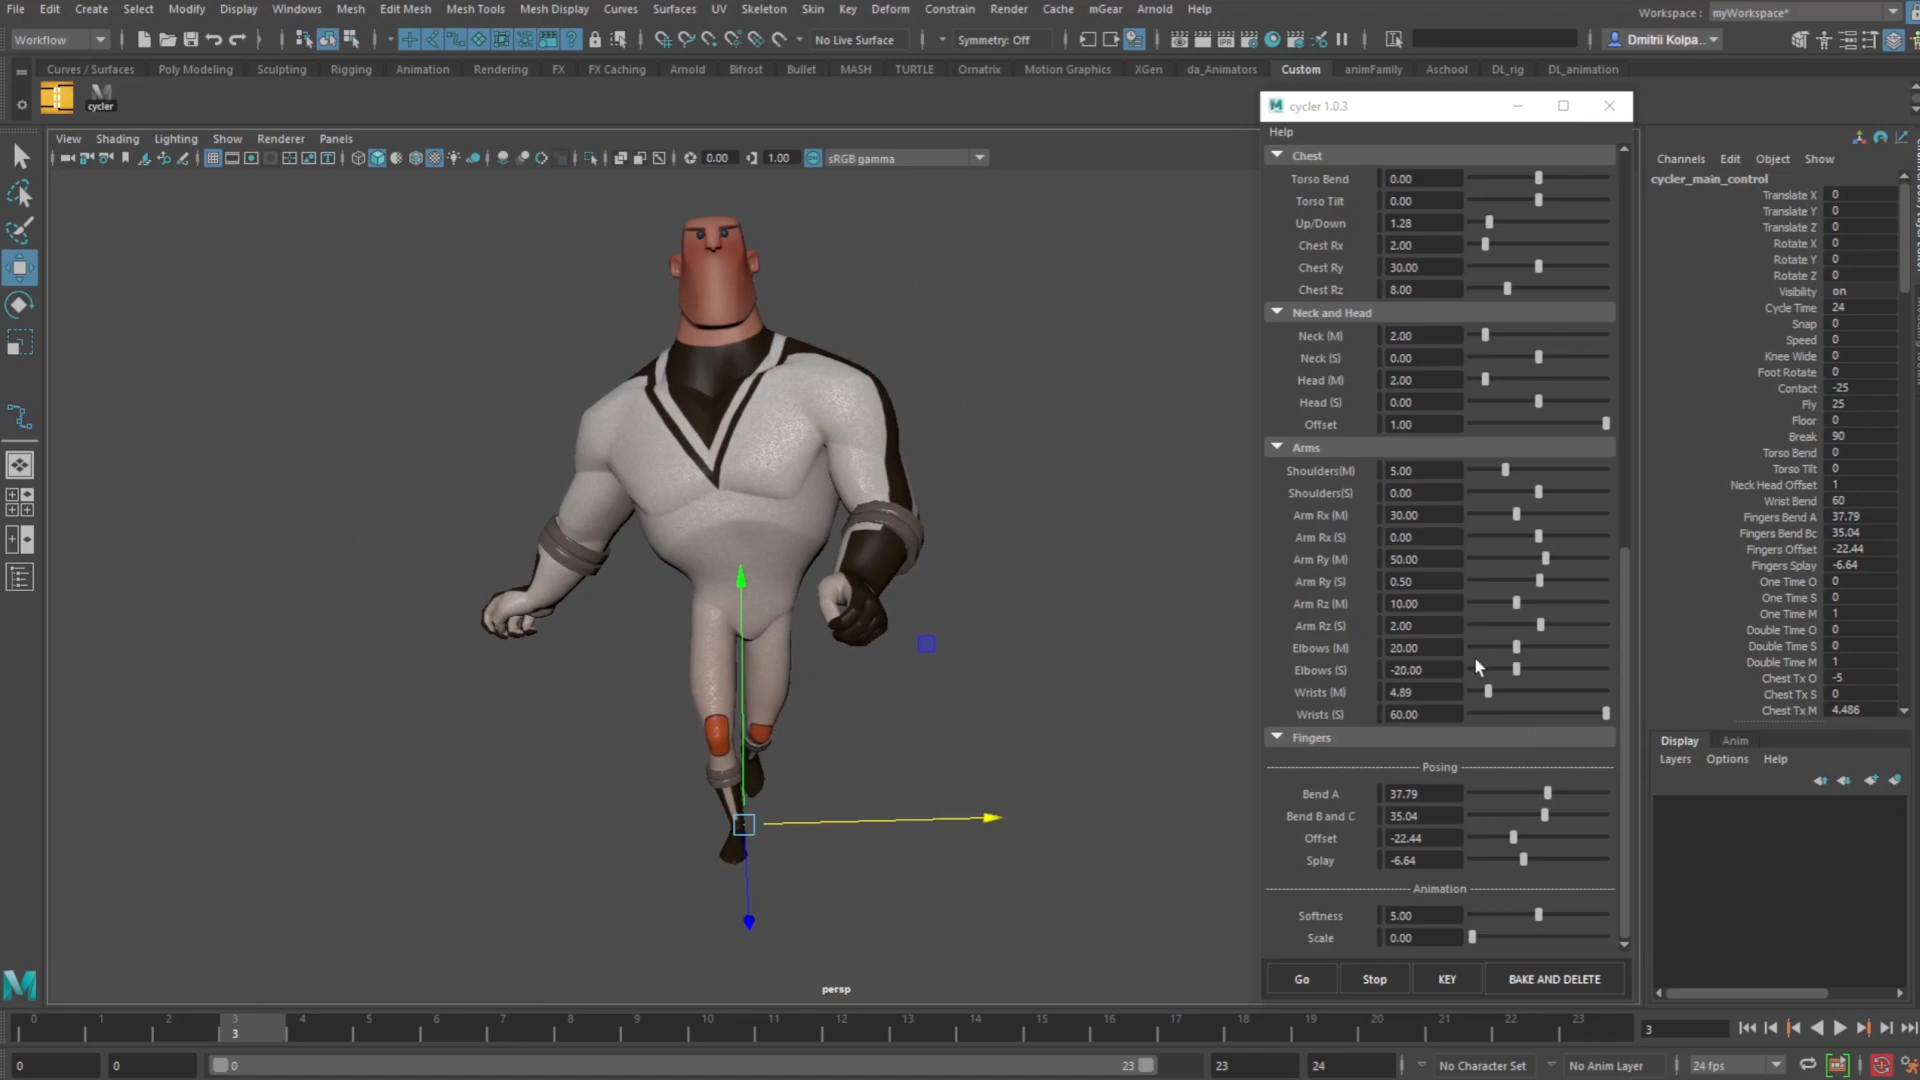 File Edit Create Select Modify Display Windows Mesh Edit Mesh Mesh Tools Mesh Display Curves Surfaces UV Skeleton Skin Key Deform Constrain Render Cache mGear Arnold Help
Workspace : myWorkspace*
Workflow
No Live Surface
Symmetry: Off
Dmitrii Kolpa...
Curves / Surfaces Poly Modeling Sculpting Rigging Animation Rendering FX FX Caching Arnold Bifrost Bullet MASH TURTLE Ornatrix Motion Graphics XGen da_Animators Custom animFamily Aschool DL_rig DL_animation
cycler
View Shading Lighting Show Renderer Panels
0.00 1.00 sRGB gamma
persp
cycler 1.0.3
Help
Chest
Torso Bend 0.00
Torso Tilt 0.00
Up/Down 1.28
Chest Rx 2.00
Chest Ry 30.00
Chest Rz 8.00
Neck and Head
Neck (M) 2.00
Neck (S) 0.00
Head (M) 2.00
Head (S) 0.00
Offset 1.00
Arms
Shoulders(M) 5.00
Shoulders(S) 0.00
Arm Rx (M) 30.00
Arm Rx (S) 0.00
Arm Ry (M) 50.00
Arm Ry (S) 0.50
Arm Rz (M) 10.00
Arm Rz (S) 2.00
Elbows (M) 20.00
Elbows (S) -20.00
Wrists (M) 4.89
Wrists (S) 60.00
Fingers
Posing
Bend A 37.79
Bend B and C 35.04
Offset -22.44
Splay -6.64
Animation
Softness 5.00
Scale 0.00
Go Stop KEY BAKE AND DELETE
Channels Edit Object Show
cycler_main_control
Translate X 0
Translate Y 0
Translate Z 0
Rotate X 0
Rotate Y 0
Rotate Z 0
Visibility on
Cycle Time 24
Snap 0
Speed 0
Knee Wide 0
Foot Rotate 0
Contact -25
Fly 25
Floor 0
Break 90
Torso Bend 0
Torso Tilt 0
Neck Head Offset 1
Wrist Bend 60
Fingers Bend A 37.79
Fingers Bend Bc 35.04
Fingers Offset -22.44
Fingers Splay -6.64
One Time O 0
One Time S 0
One Time M 1
Double Time O 0
Double Time S 0
Double Time M 1
Chest Tx O -5
Chest Tx S 0
Chest Tx M 4.486
Display Anim
Layers Options Help
0 1 2 3 4 5 6 7 8 9 10 11 12 13 14 15 16 17 18 19 20 21 22 23
3
3
0 0 0 23 23 24 No Character Set No Anim Layer 24 fps